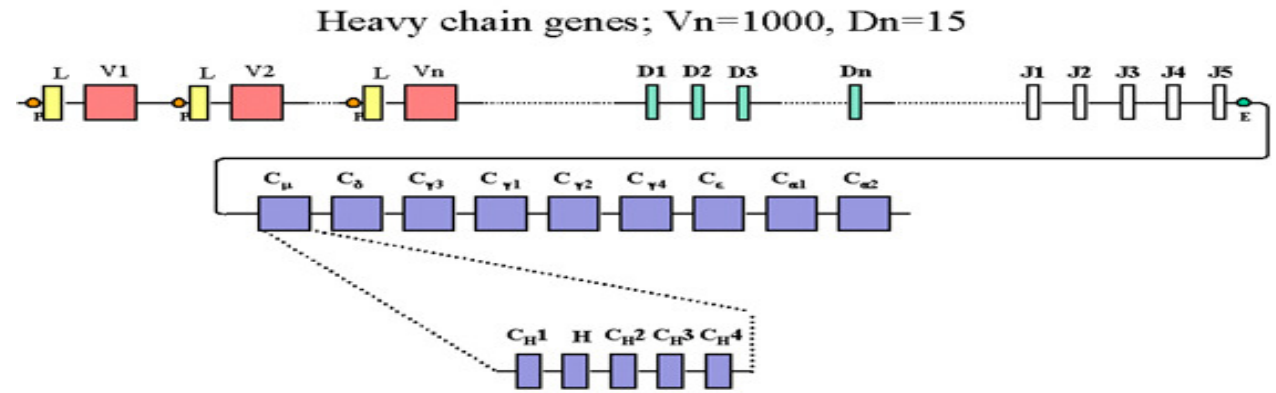 Heavy chain genes; Vn=1000, Dn=15
L V1 L V2 L Vn D1 D2 D3 Dn J1 J2 J3 J4 J5
P P P E
Cμ Cδ Cγ3 Cγ1 Cγ2 Cγ4 Cε Cα1 Cα2
CH1 H CH2 CH3 CH4